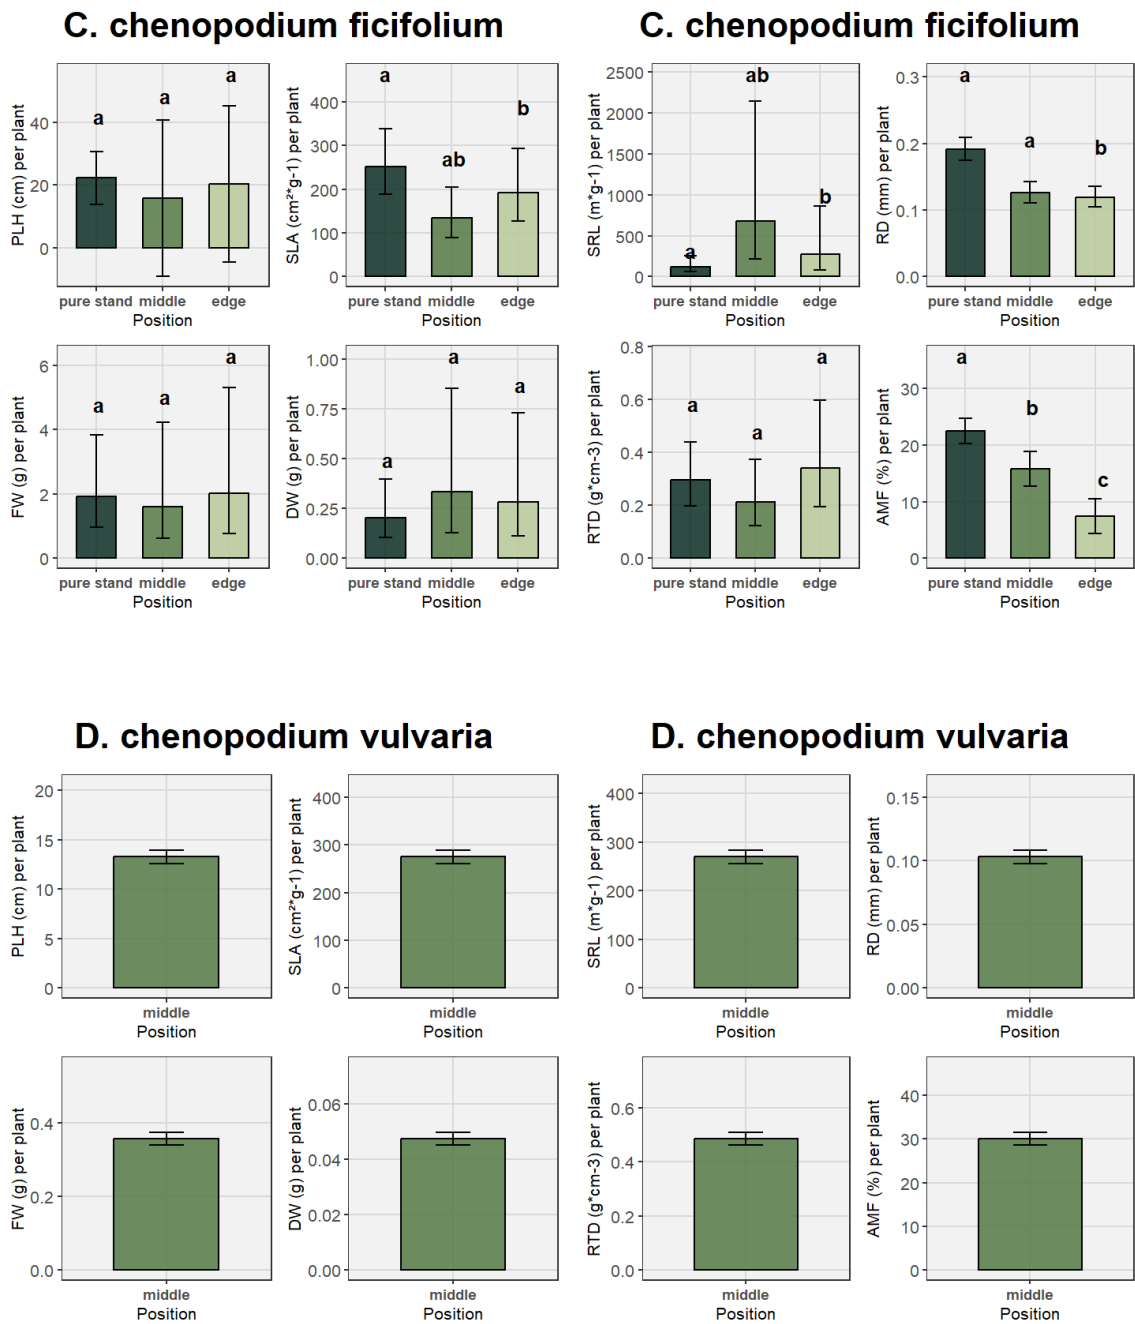 C. chenopodium ficifolium
C. chenopodium ficifolium
PLH (cm) per plant
40
20
0
a
a
a
pure stand
middle
edge
Position
SLA (cm²*g-1) per plant
400
300
200
100
0
a
ab
b
pure stand
middle
edge
Position
SRL (m*g-1) per plant
2500
2000
1500
1000
500
0
a
ab
b
pure stand
middle
edge
Position
RD (mm) per plant
0.3
0.2
0.1
0.0
a
a
b
pure stand
middle
edge
Position
FW (g) per plant
6
4
2
0
a
a
a
pure stand
middle
edge
Position
DW (g) per plant
1.00
0.75
0.50
0.25
0.00
a
a
a
pure stand
middle
edge
Position
RTD (g*cm-3) per plant
0.8
0.6
0.4
0.2
0.0
a
a
a
pure stand
middle
edge
Position
AMF (%) per plant
30
20
10
0
a
b
c
pure stand
middle
edge
Position
D. chenopodium vulvaria
D. chenopodium vulvaria
PLH (cm) per plant
20
15
10
5
0
middle
Position
SLA (cm²*g-1) per plant
400
300
200
100
0
middle
Position
SRL (m*g-1) per plant
400
300
200
100
0
middle
Position
RD (mm) per plant
0.15
0.10
0.05
0.00
middle
Position
FW (g) per plant
0.4
0.2
0.0
middle
Position
DW (g) per plant
0.06
0.04
0.02
0.00
middle
Position
RTD (g*cm-3) per plant
0.6
0.4
0.2
0.0
middle
Position
AMF (%) per plant
40
30
20
10
0
middle
Position